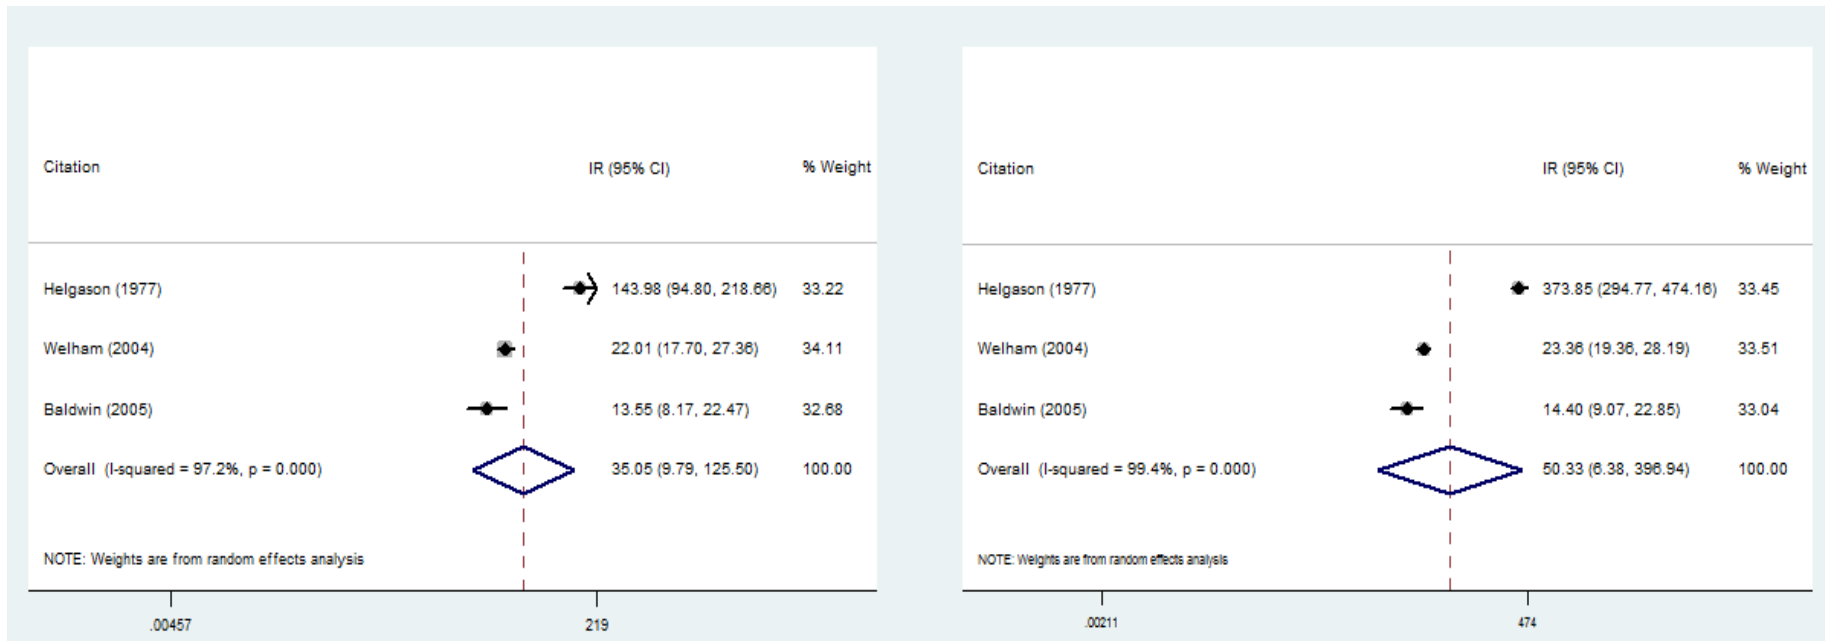 Citation IR (95% CI) % Weight
Helgason (1977) 143.98 (94.80, 218.66) 33.22
Welham (2004) 22.01 (17.70, 27.36) 34.11
Baldwin (2005) 13.55 (8.17, 22.47) 32.68
Overall (I-squared = 97.2%, p = 0.000) 35.05 (9.79, 125.50) 100.00
NOTE: Weights are from random effects analysis
.00457 219
Citation IR (95% CI) % Weight
Helgason (1977) 373.85 (294.77, 474.16) 33.45
Welham (2004) 23.36 (19.36, 28.19) 33.51
Baldwin (2005) 14.40 (9.07, 22.85) 33.04
Overall (I-squared = 99.4%, p = 0.000) 50.33 (6.38, 396.94) 100.00
NOTE: Weights are from random effects analysis
.00211 474